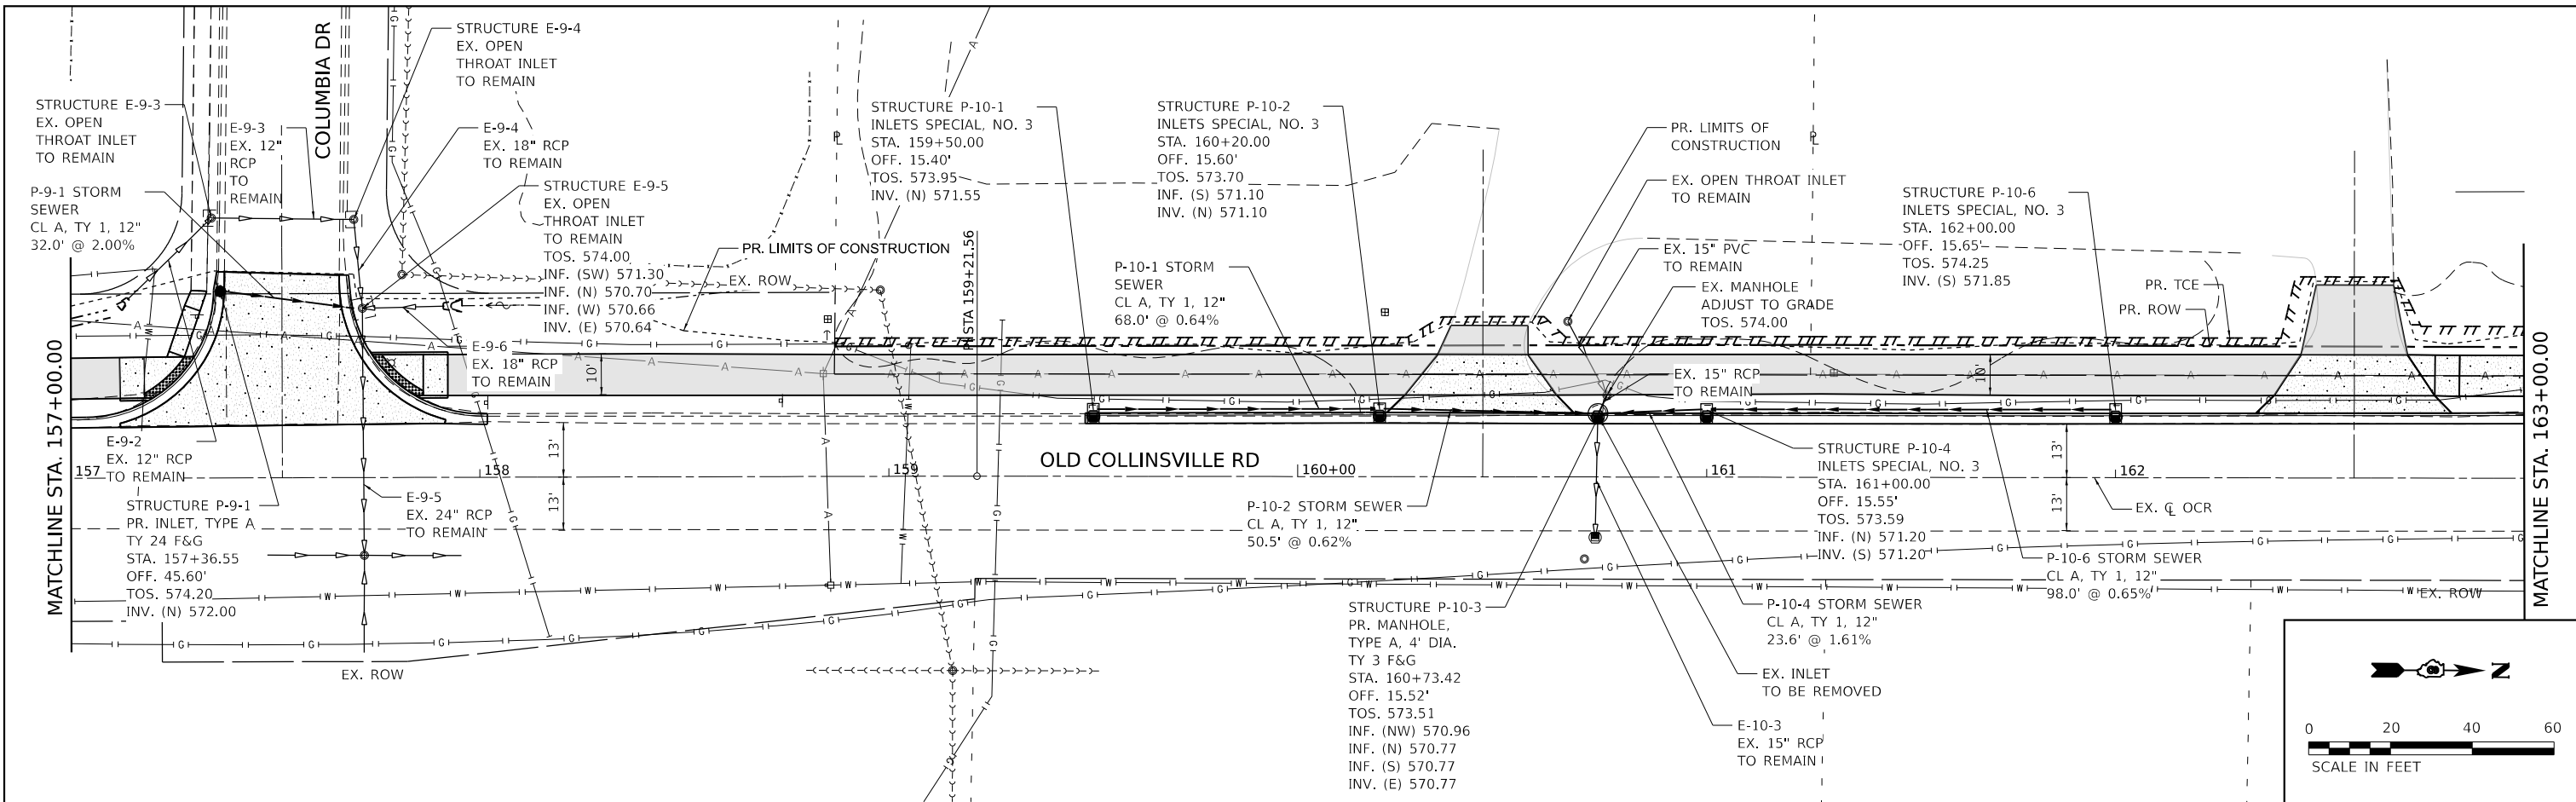 STRUCTURE E-9-3
EX. OPEN
THROAT INLET
TO REMAIN
P-9-1 STORM
SEWER
CL A, TY 1, 12"
32.0' @ 2.00%
E-9-3
EX. 12"
RCP
TO
REMAIN
COLUMBIA DR
STRUCTURE E-9-4
EX. OPEN
THROAT INLET
TO REMAIN
E-9-4
EX. 18" RCP
TO REMAIN
STRUCTURE E-9-5
EX. OPEN
THROAT INLET
TO REMAIN
TOS. 574.00
INF. (SW) 571.30
INF. (N) 570.70
INF. (W) 570.66
INV. (E) 570.64
E-9-6
EX. 18" RCP
TO REMAIN
PR. LIMITS OF CONSTRUCTION
EX. ROW
STRUCTURE P-10-1
INLETS SPECIAL, NO. 3
STA. 159+50.00
OFF. 15.40'
TOS. 573.95
INV. (N) 571.55
PI STA 159+21.56
STRUCTURE P-10-2
INLETS SPECIAL, NO. 3
STA. 160+20.00
OFF. 15.60'
TOS. 573.70
INF. (S) 571.10
INV. (N) 571.10
P-10-1 STORM
SEWER
CL A, TY 1, 12"
68.0' @ 0.64%
PR. LIMITS OF
CONSTRUCTION
EX. OPEN THROAT INLET
TO REMAIN
EX. 15" PVC
TO REMAIN
EX. MANHOLE
ADJUST TO GRADE
TOS. 574.00
EX. 15" RCP
TO REMAIN
STRUCTURE P-10-6
INLETS SPECIAL, NO. 3
STA. 162+00.00
OFF. 15.65'
TOS. 574.25
INV. (S) 571.85
PR. TCE
PR. ROW
10'
10'
MATCHLINE STA. 157+00.00
MATCHLINE STA. 163+00.00
157
158
159
160+00
161
162
13'
13'
13'
13'
OLD COLLINSVILLE RD
EX. ℄ OCR
E-9-2
EX. 12" RCP
TO REMAIN
STRUCTURE P-9-1
PR. INLET, TYPE A
TY 24 F&G
STA. 157+36.55
OFF. 45.60'
TOS. 574.20
INV. (N) 572.00
E-9-5
EX. 24" RCP
TO REMAIN
EX. ROW
P-10-2 STORM SEWER
CL A, TY 1, 12"
50.5' @ 0.62%
STRUCTURE P-10-3
PR. MANHOLE,
TYPE A, 4' DIA.
TY 3 F&G
STA. 160+73.42
OFF. 15.52'
TOS. 573.51
INF. (NW) 570.96
INF. (N) 570.77
INF. (S) 570.77
INV. (E) 570.77
STRUCTURE P-10-4
INLETS SPECIAL, NO. 3
STA. 161+00.00
OFF. 15.55'
TOS. 573.59
INF. (N) 571.20
INV. (S) 571.20
P-10-4 STORM SEWER
CL A, TY 1, 12"
23.6' @ 1.61%
EX. INLET
TO BE REMOVED
E-10-3
EX. 15" RCP
TO REMAIN
P-10-6 STORM SEWER
CL A, TY 1, 12"
98.0' @ 0.65%
EX. ROW
N
0 20 40 60
SCALE IN FEET